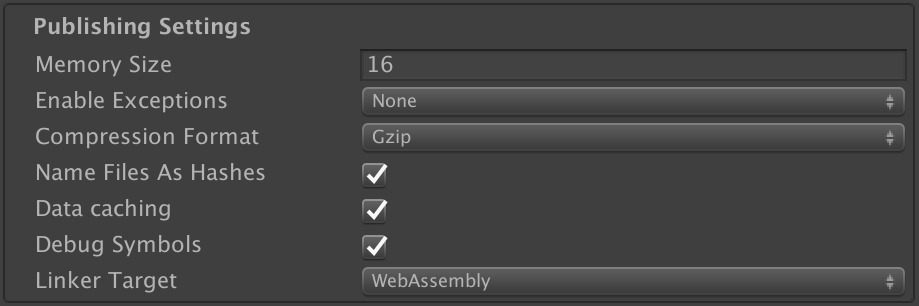 Publishing Settings
Memory Size 16
Enable Exceptions None
Compression Format Gzip
Name Files As Hashes
Data caching
Debug Symbols
Linker Target WebAssembly